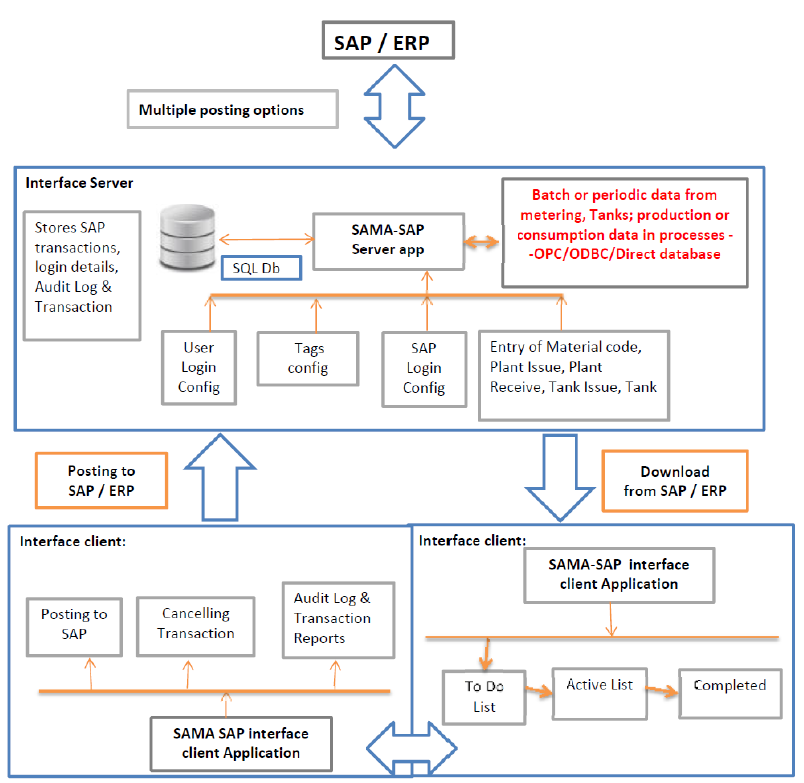 SAP / ERP
Multiple posting options
Interface Server
Stores SAP
transactions,
login details,
Audit Log &
Transaction
SQL Db
SAMA-SAP
Server app
Batch or periodic data from
metering, Tanks; production or
consumption data in processes -
-OPC/ODBC/Direct database
User
Login
Config
Tags
config
SAP
Login
Config
Entry of Material code,
Plant Issue, Plant
Receive, Tank Issue, Tank
Posting to
SAP / ERP
Download
from SAP / ERP
Interface client:
Posting to
SAP
Cancelling
Transaction
Audit Log &
Transaction
Reports
SAMA SAP interface
client Application
Interface client:
SAMA-SAP interface
client Application
To Do
List
Active List
Completed